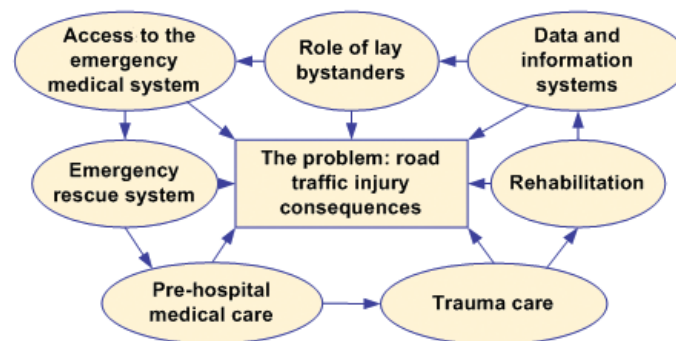 Access to the
emergency
medical system
Role of lay
bystanders
Data and
information
systems
Emergency
rescue system
The problem: road
traffic injury
consequences
Rehabilitation
Pre-hospital
medical care
Trauma care